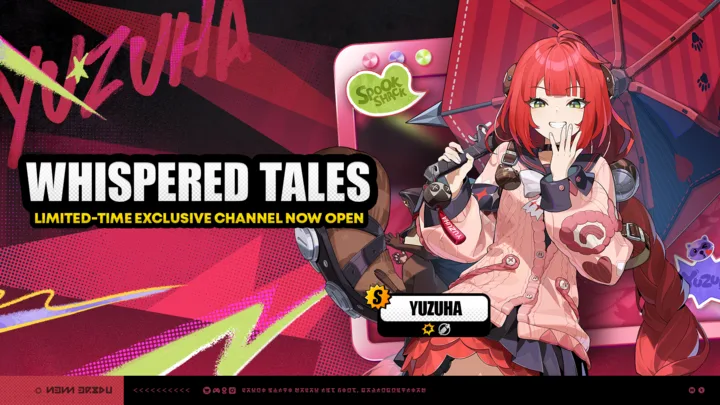 YUZUHA
SPOOK
SHACK
WHISPERED TALES
LIMITED-TIME EXCLUSIVE CHANNEL NOW OPEN
YUZUHA
S
YUZUHA